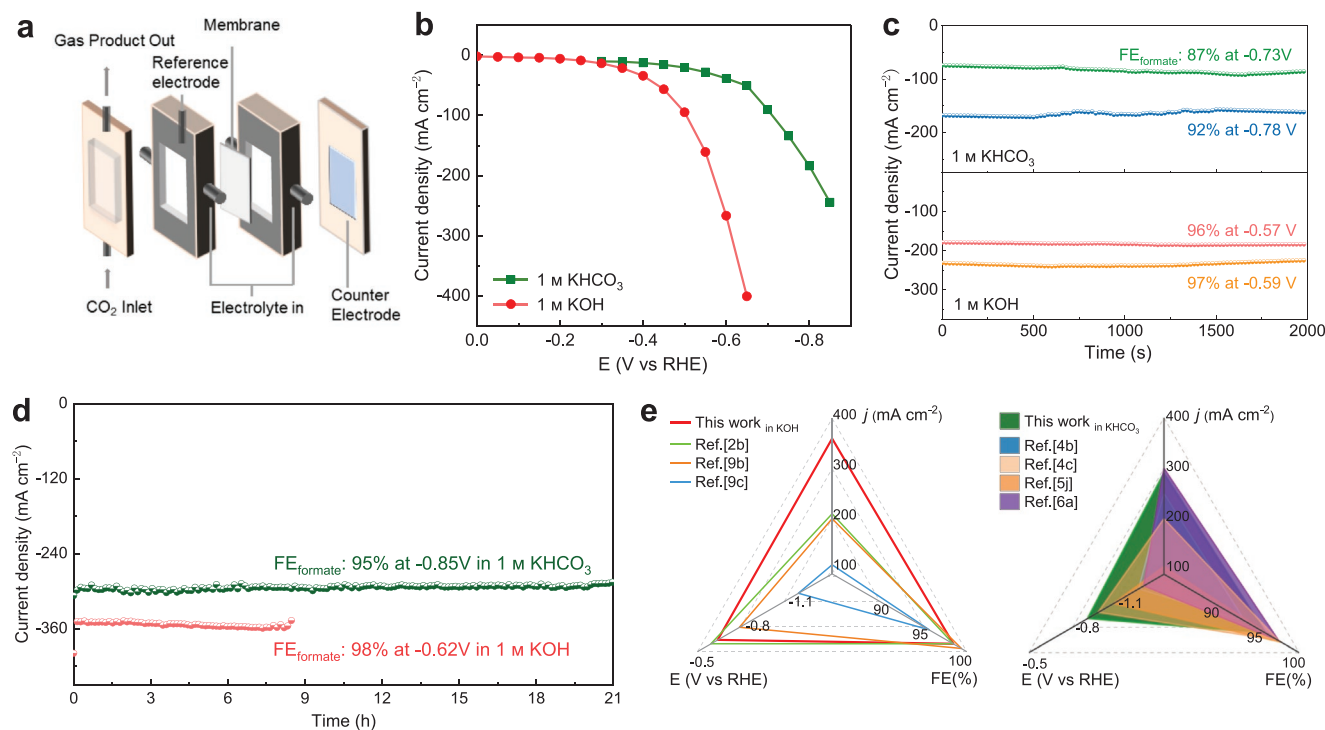 a
Gas Product Out
Membrane
Reference
electrode
CO2 Inlet
Electrolyte in
Counter
Electrode
b
Current density (mA cm−2)
0
-100
-200
-300
-400
1 M KHCO3
1 M KOH
0.0
-0.2
-0.4
-0.6
-0.8
E (V vs RHE)
c
Current density (mA cm−2)
0
-100
-200
FEformate: 87% at -0.73V
92% at -0.78 V
1 M KHCO3
-100
-200
-300
96% at -0.57 V
97% at -0.59 V
1 M KOH
0
500
1000
1500
2000
Time (s)
d
Current density (mA cm−2)
0
-120
-240
-360
FEformate: 95% at -0.85V in 1 M KHCO3
FEformate: 98% at -0.62V in 1 M KOH
0
3
6
9
12
15
18
21
Time (h)
e
This work in KOH
Ref.[2b]
Ref.[9b]
Ref.[9c]
400
j (mA cm−2)
300
200
100
-1.1
-0.8
-0.5
90
95
100
E (V vs RHE)
FE(%)
This work in KHCO3
Ref.[4b]
Ref.[4c]
Ref.[5j]
Ref.[6a]
400
j (mA cm−2)
300
200
100
-1.1
-0.8
-0.5
90
95
100
E (V vs RHE)
FE(%)